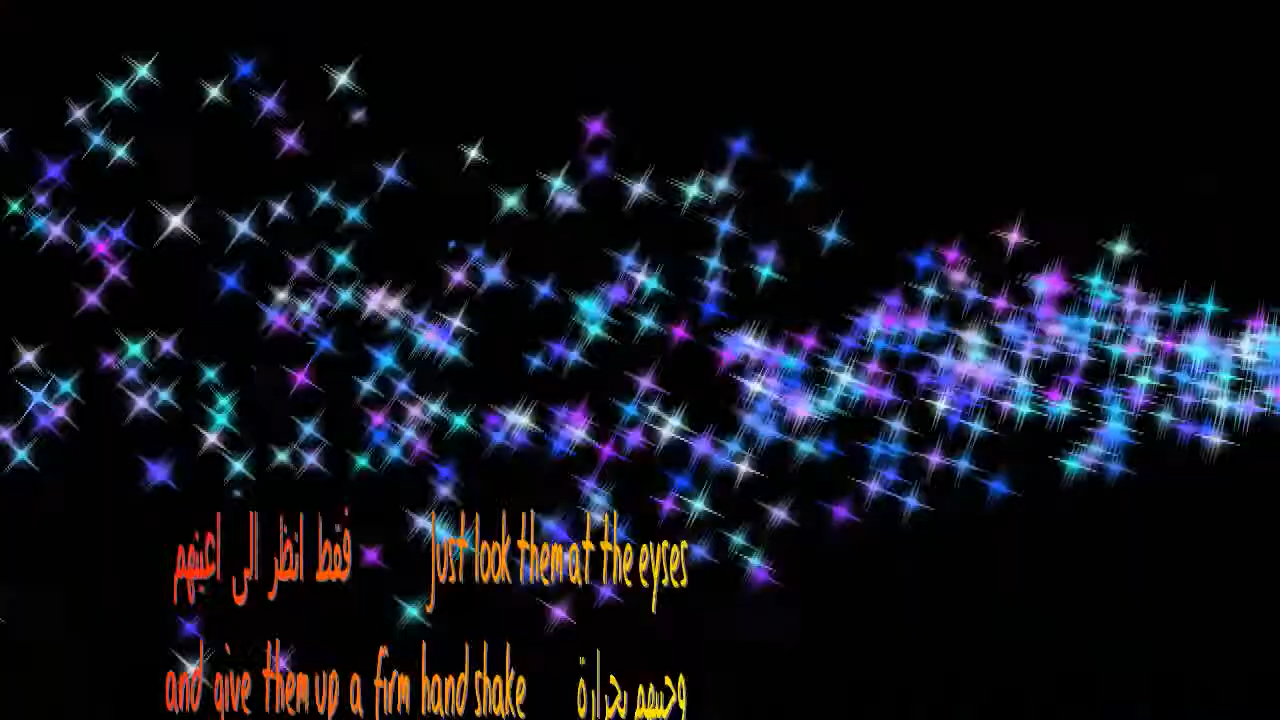 فقط انظر الى اعينهم Just look them at the eyses
and give them up a firm hand shake وحييهم بحرارة